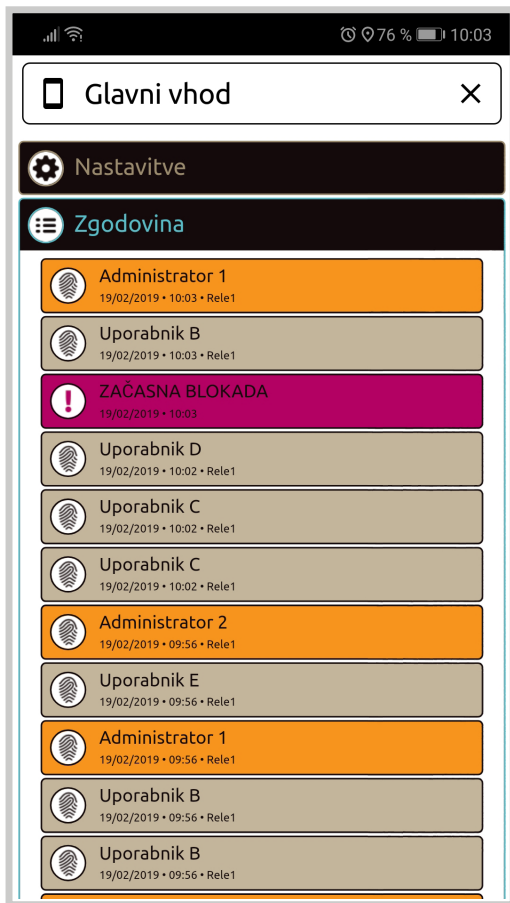 76 % 10:03
Glavni vhod
Nastavitve
Zgodovina
Administrator 1
19/02/2019 • 10:03 • Rele1
Uporabnik B
19/02/2019 • 10:03 • Rele1
ZAČASNA BLOKADA
19/02/2019 • 10:03
Uporabnik D
19/02/2019 • 10:02 • Rele1
Uporabnik C
19/02/2019 • 10:02 • Rele1
Uporabnik C
19/02/2019 • 10:02 • Rele1
Administrator 2
19/02/2019 • 09:56 • Rele1
Uporabnik E
19/02/2019 • 09:56 • Rele1
Administrator 1
19/02/2019 • 09:56 • Rele1
Uporabnik B
19/02/2019 • 09:56 • Rele1
Uporabnik B
19/02/2019 • 09:56 • Rele1